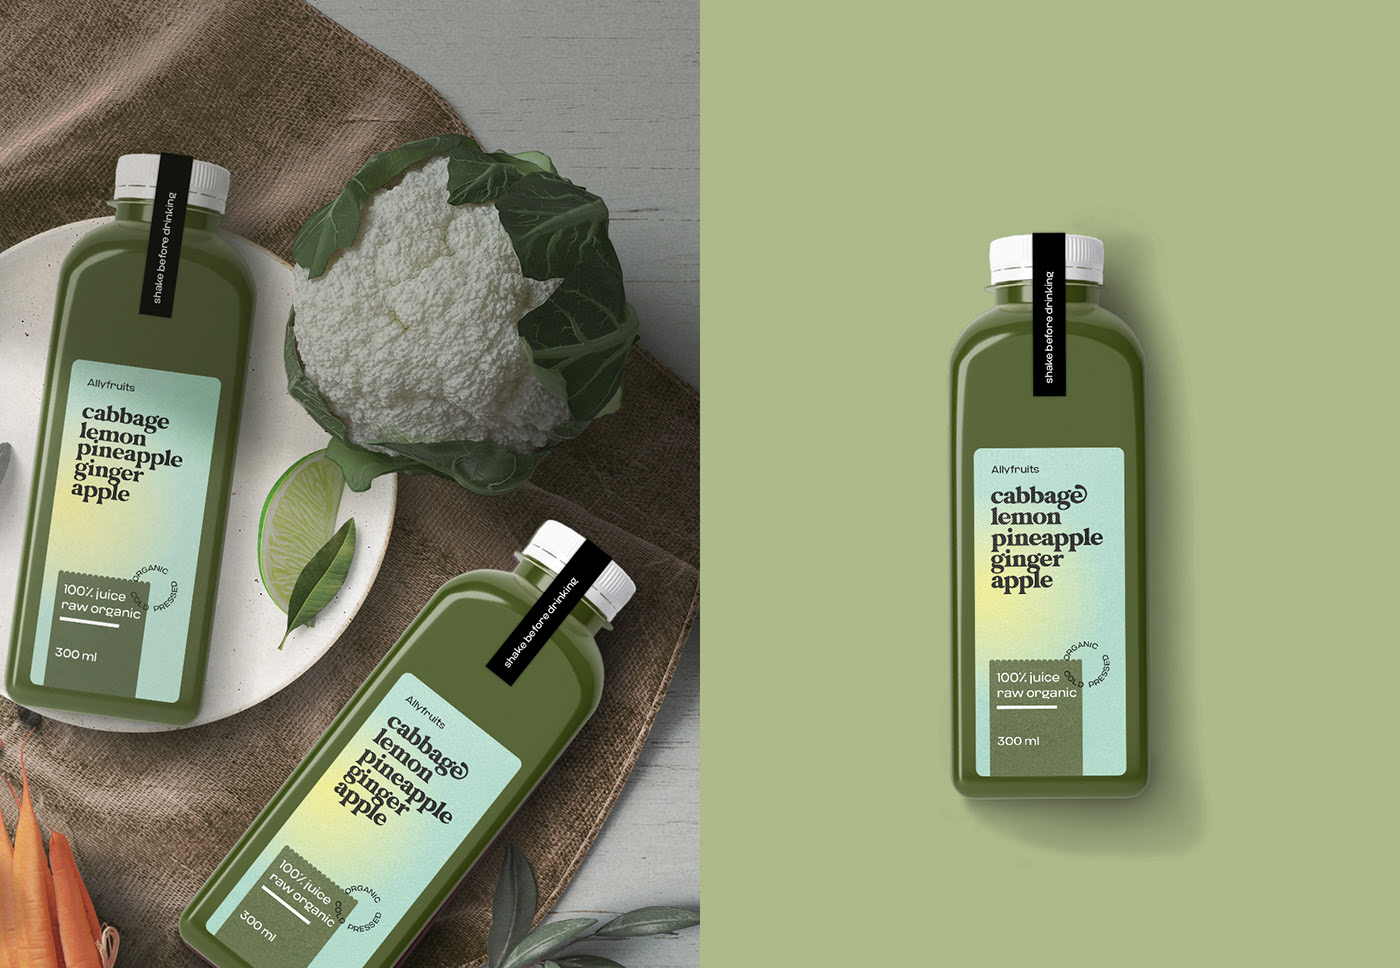 shake before drinking
Allyfruits
cabbage
lemon
pineapple
ginger
apple
ORGANIC
COLD PRESSED
100% juice
raw organic
300 ml
shake before drinking
Allyfruits
cabbage
lemon
pineapple
ginger
apple
100% juice
raw organic
ORGANIC
COLD PRESSED
300 ml
shake before drinking
Allyfruits
cabbage
lemon
pineapple
ginger
apple
ORGANIC
COLD PRESSED
100% juice
raw organic
300 ml